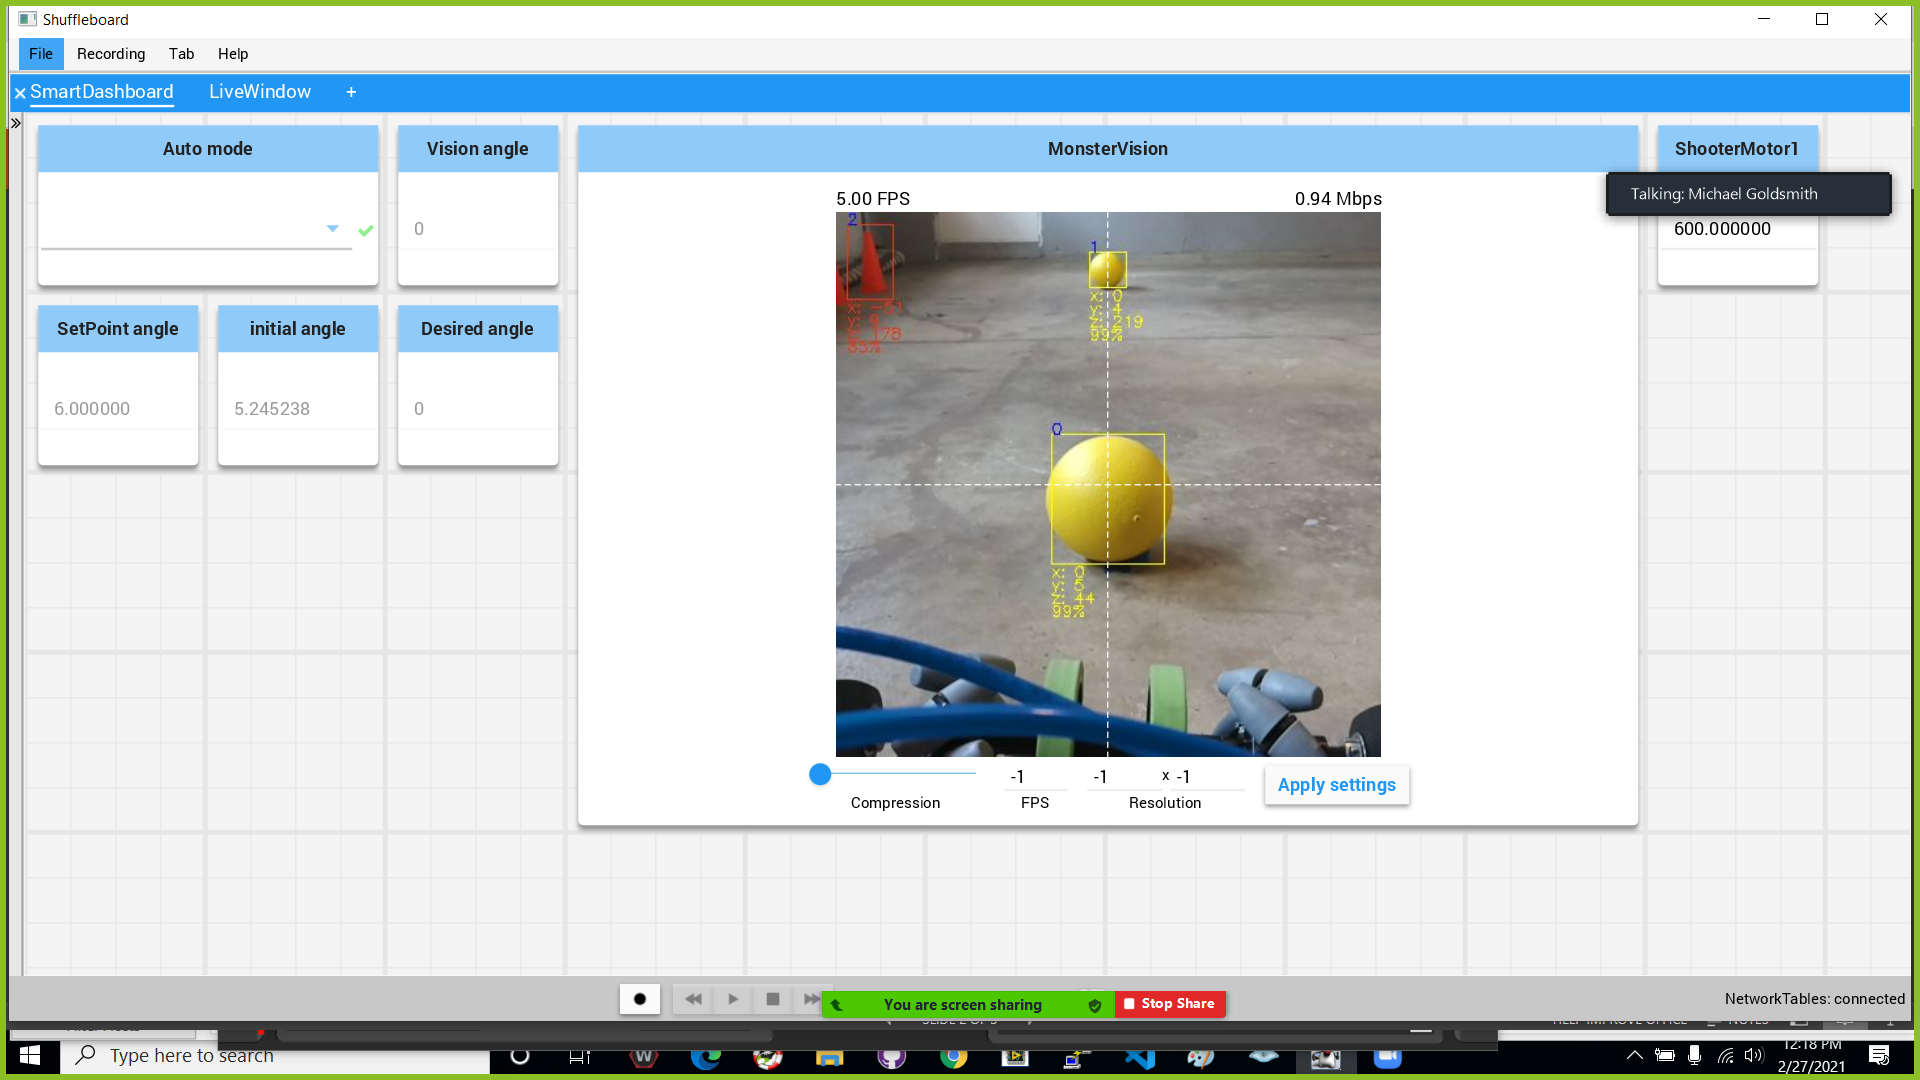 Shuffleboard
File Recording Tab Help
SmartDashboard LiveWindow +
Auto mode
Vision angle
0
SetPoint angle
6.000000
initial angle
5.245238
Desired angle
0
MonsterVision
5.00 FPS 0.94 Mbps
2
x: -51
y: 9
z: 178
83%
1
x: 0
y: 4
z: 219
99%
0
x: 0
y: 5
z: 44
99%
-1 -1 x -1
Compression FPS Resolution
Apply settings
ShooterMotor1
Talking: Michael Goldsmith
600.000000
You are screen sharing Stop Share
NetworkTables: connected
Type here to search
12:18 PM
2/27/2021